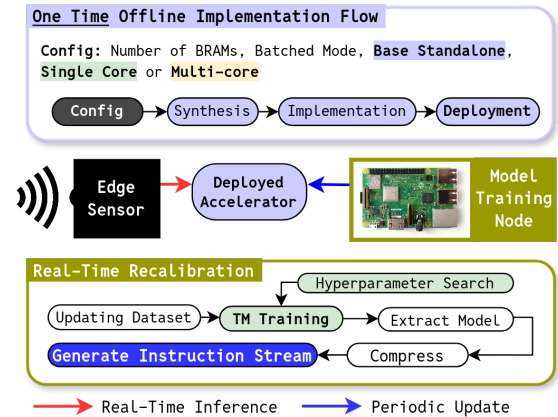 One Time Offline Implementation Flow
Config: Number of BRAMs, Batched Mode, Base Standalone,
Single Core or Multi-core
Config
Synthesis
Implementation
Deployment
Edge
Sensor
Deployed
Accelerator
Model
Training
Node
Real-Time Recalibration
Hyperparameter Search
Updating Dataset
TM Training
Extract Model
Generate Instruction Stream
Compress
Real-Time Inference
Periodic Update